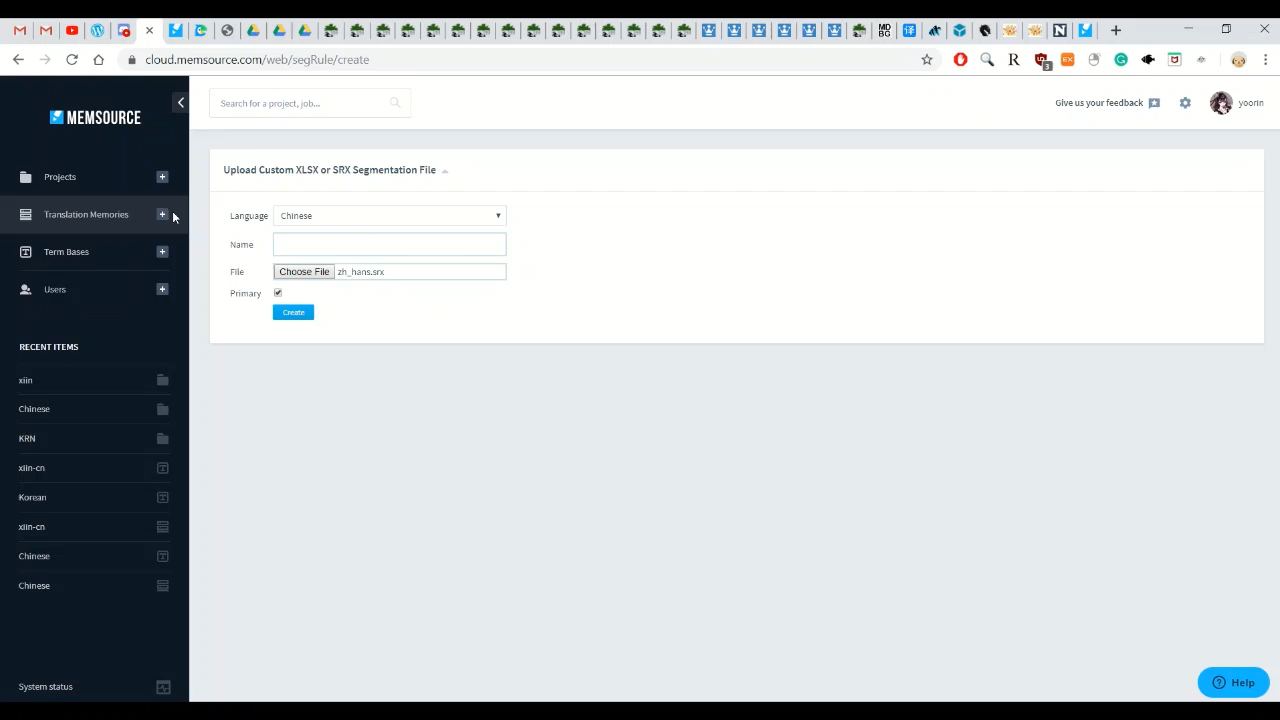 cloud.memsource.com/web/segRule/create
3
MEMSOURCE
Search for a project, job...
Give us your feedback
yoorin
Projects
Translation Memories
Term Bases
Users
RECENT ITEMS
xiin
Chinese
KRN
xiin-cn
Korean
xiin-cn
Chinese
Chinese
System status
Upload Custom XLSX or SRX Segmentation File
Language Chinese
Name
File Choose File zh_hans.srx
Primary
Create
Help